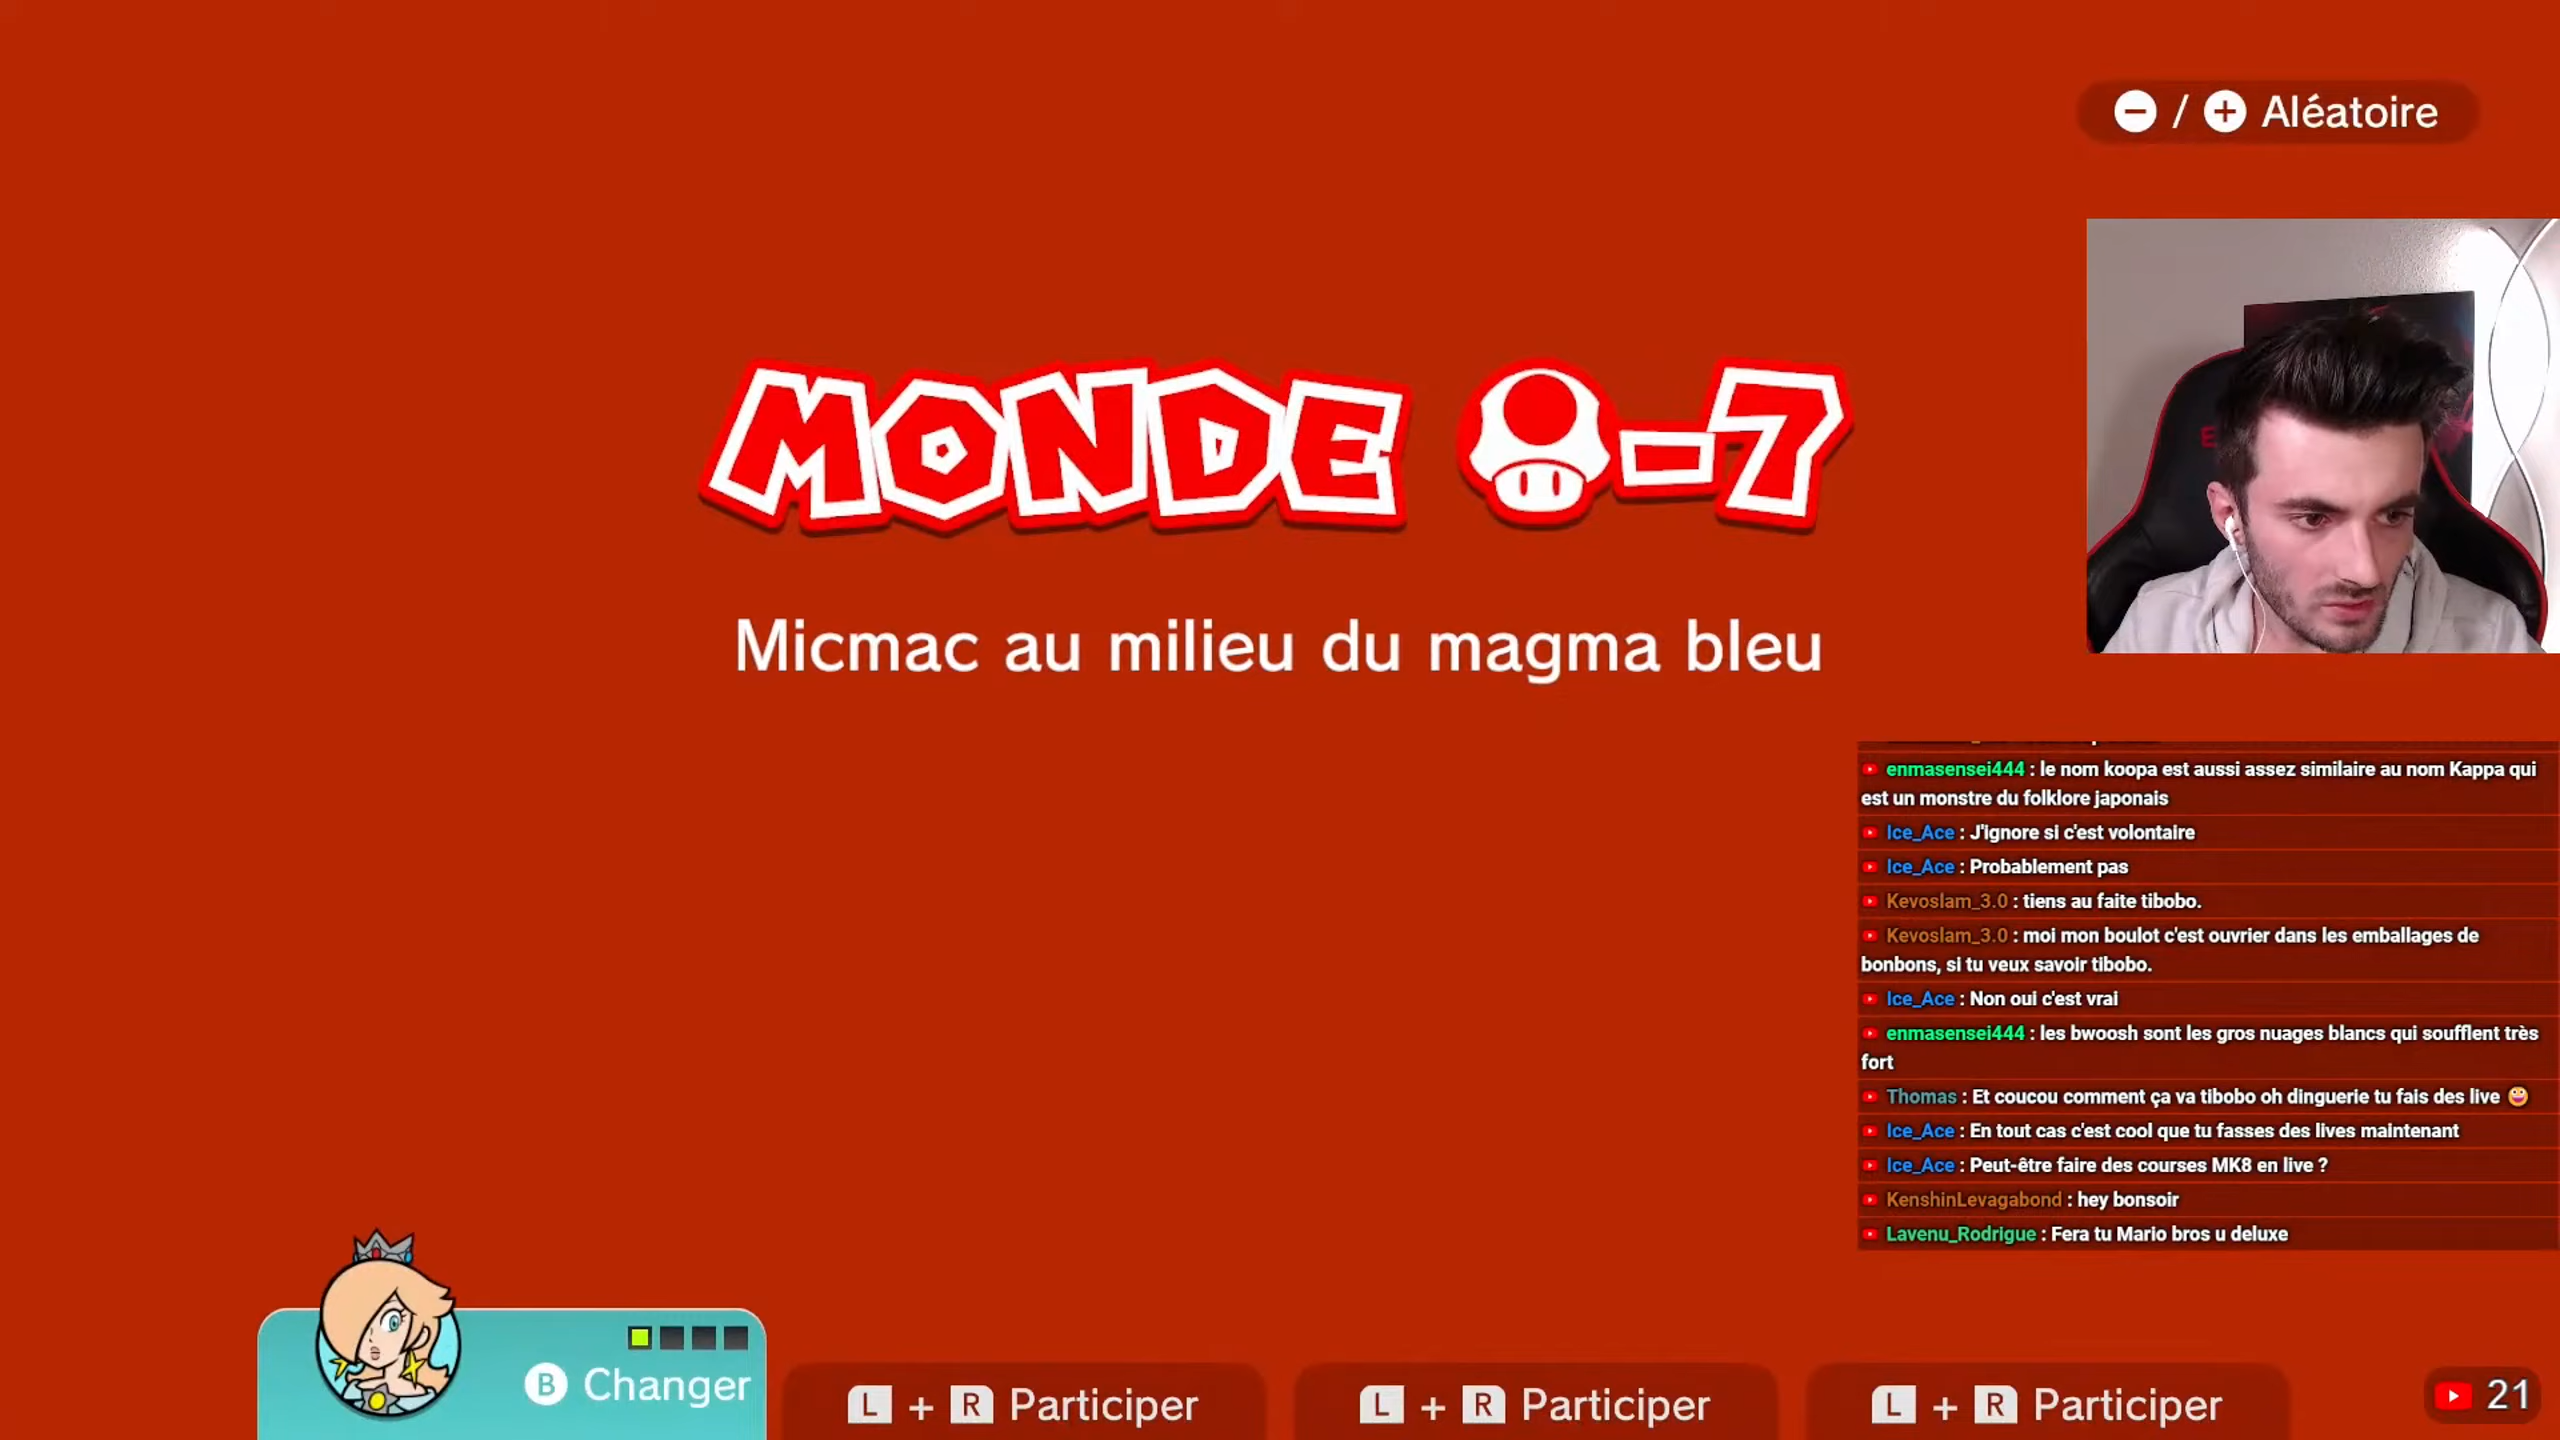 − / + Aléatoire
MONDE -7
Micmac au milieu du magma bleu
enmasensei444 : le nom koopa est aussi assez similaire au nom Kappa qui
est un monstre du folklore japonais
Ice_Ace : J'ignore si c'est volontaire
Ice_Ace : Probablement pas
Kevoslam_3.0 : tiens au faite tibobo.
Kevoslam_3.0 : moi mon boulot c'est ouvrier dans les emballages de
bonbons, si tu veux savoir tibobo.
Ice_Ace : Non oui c'est vrai
enmasensei444 : les bwoosh sont les gros nuages blancs qui soufflent très
fort
Thomas : Et coucou comment ça va tibobo oh dinguerie tu fais des live 😀
Ice_Ace : En tout cas c'est cool que tu fasses des lives maintenant
Ice_Ace : Peut-être faire des courses MK8 en live ?
KenshinLevagabond : hey bonsoir
Lavenu_Rodrigue : Fera tu Mario bros u deluxe
B Changer
L + R Participer
L + R Participer
L + R Participer
21